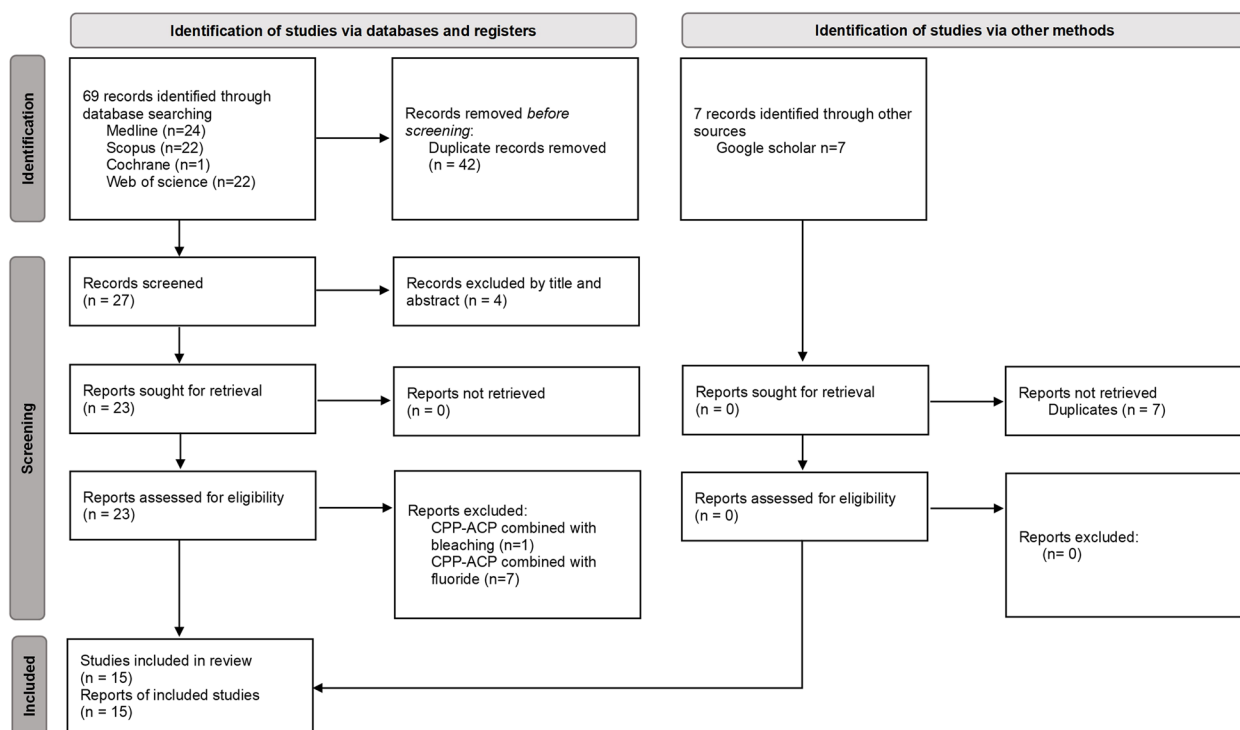 Identification of studies via databases and registers
Identification of studies via other methods
Identification
69 records identified through
database searching
Medline (n=24)
Scopus (n=22)
Cochrane (n=1)
Web of science (n=22)
Records removed before
screening:
Duplicate records removed
(n = 42)
7 records identified through other
sources
Google scholar n=7
Screening
Records screened
(n = 27)
Records excluded by title and
abstract (n = 4)
Reports sought for retrieval
(n = 23)
Reports not retrieved
(n = 0)
Reports sought for retrieval
(n = 0)
Reports not retrieved
Duplicates (n = 7)
Reports assessed for eligibility
(n = 23)
Reports excluded:
CPP-ACP combined with
bleaching (n=1)
CPP-ACP combined with
fluoride (n=7)
Reports assessed for eligibility
(n = 0)
Reports excluded:
(n= 0)
Included
Studies included in review
(n = 15)
Reports of included studies
(n = 15)